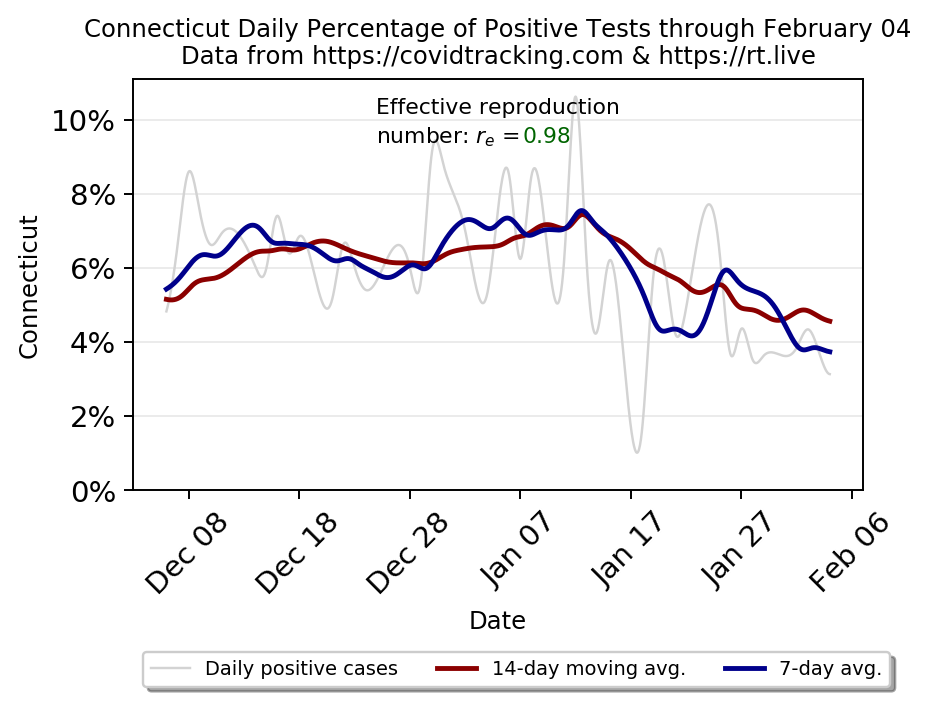 Connecticut Daily Percentage of Positive Tests through February 04
Data from https://covidtracking.com & https://rt.live
Effective reproduction
number: rₑ = 0.98
10%
8%
6%
4%
2%
0%
Connecticut
Dec 08
Dec 18
Dec 28
Jan 07
Jan 17
Jan 27
Feb 06
Date
Daily positive cases
14-day moving avg.
7-day avg.